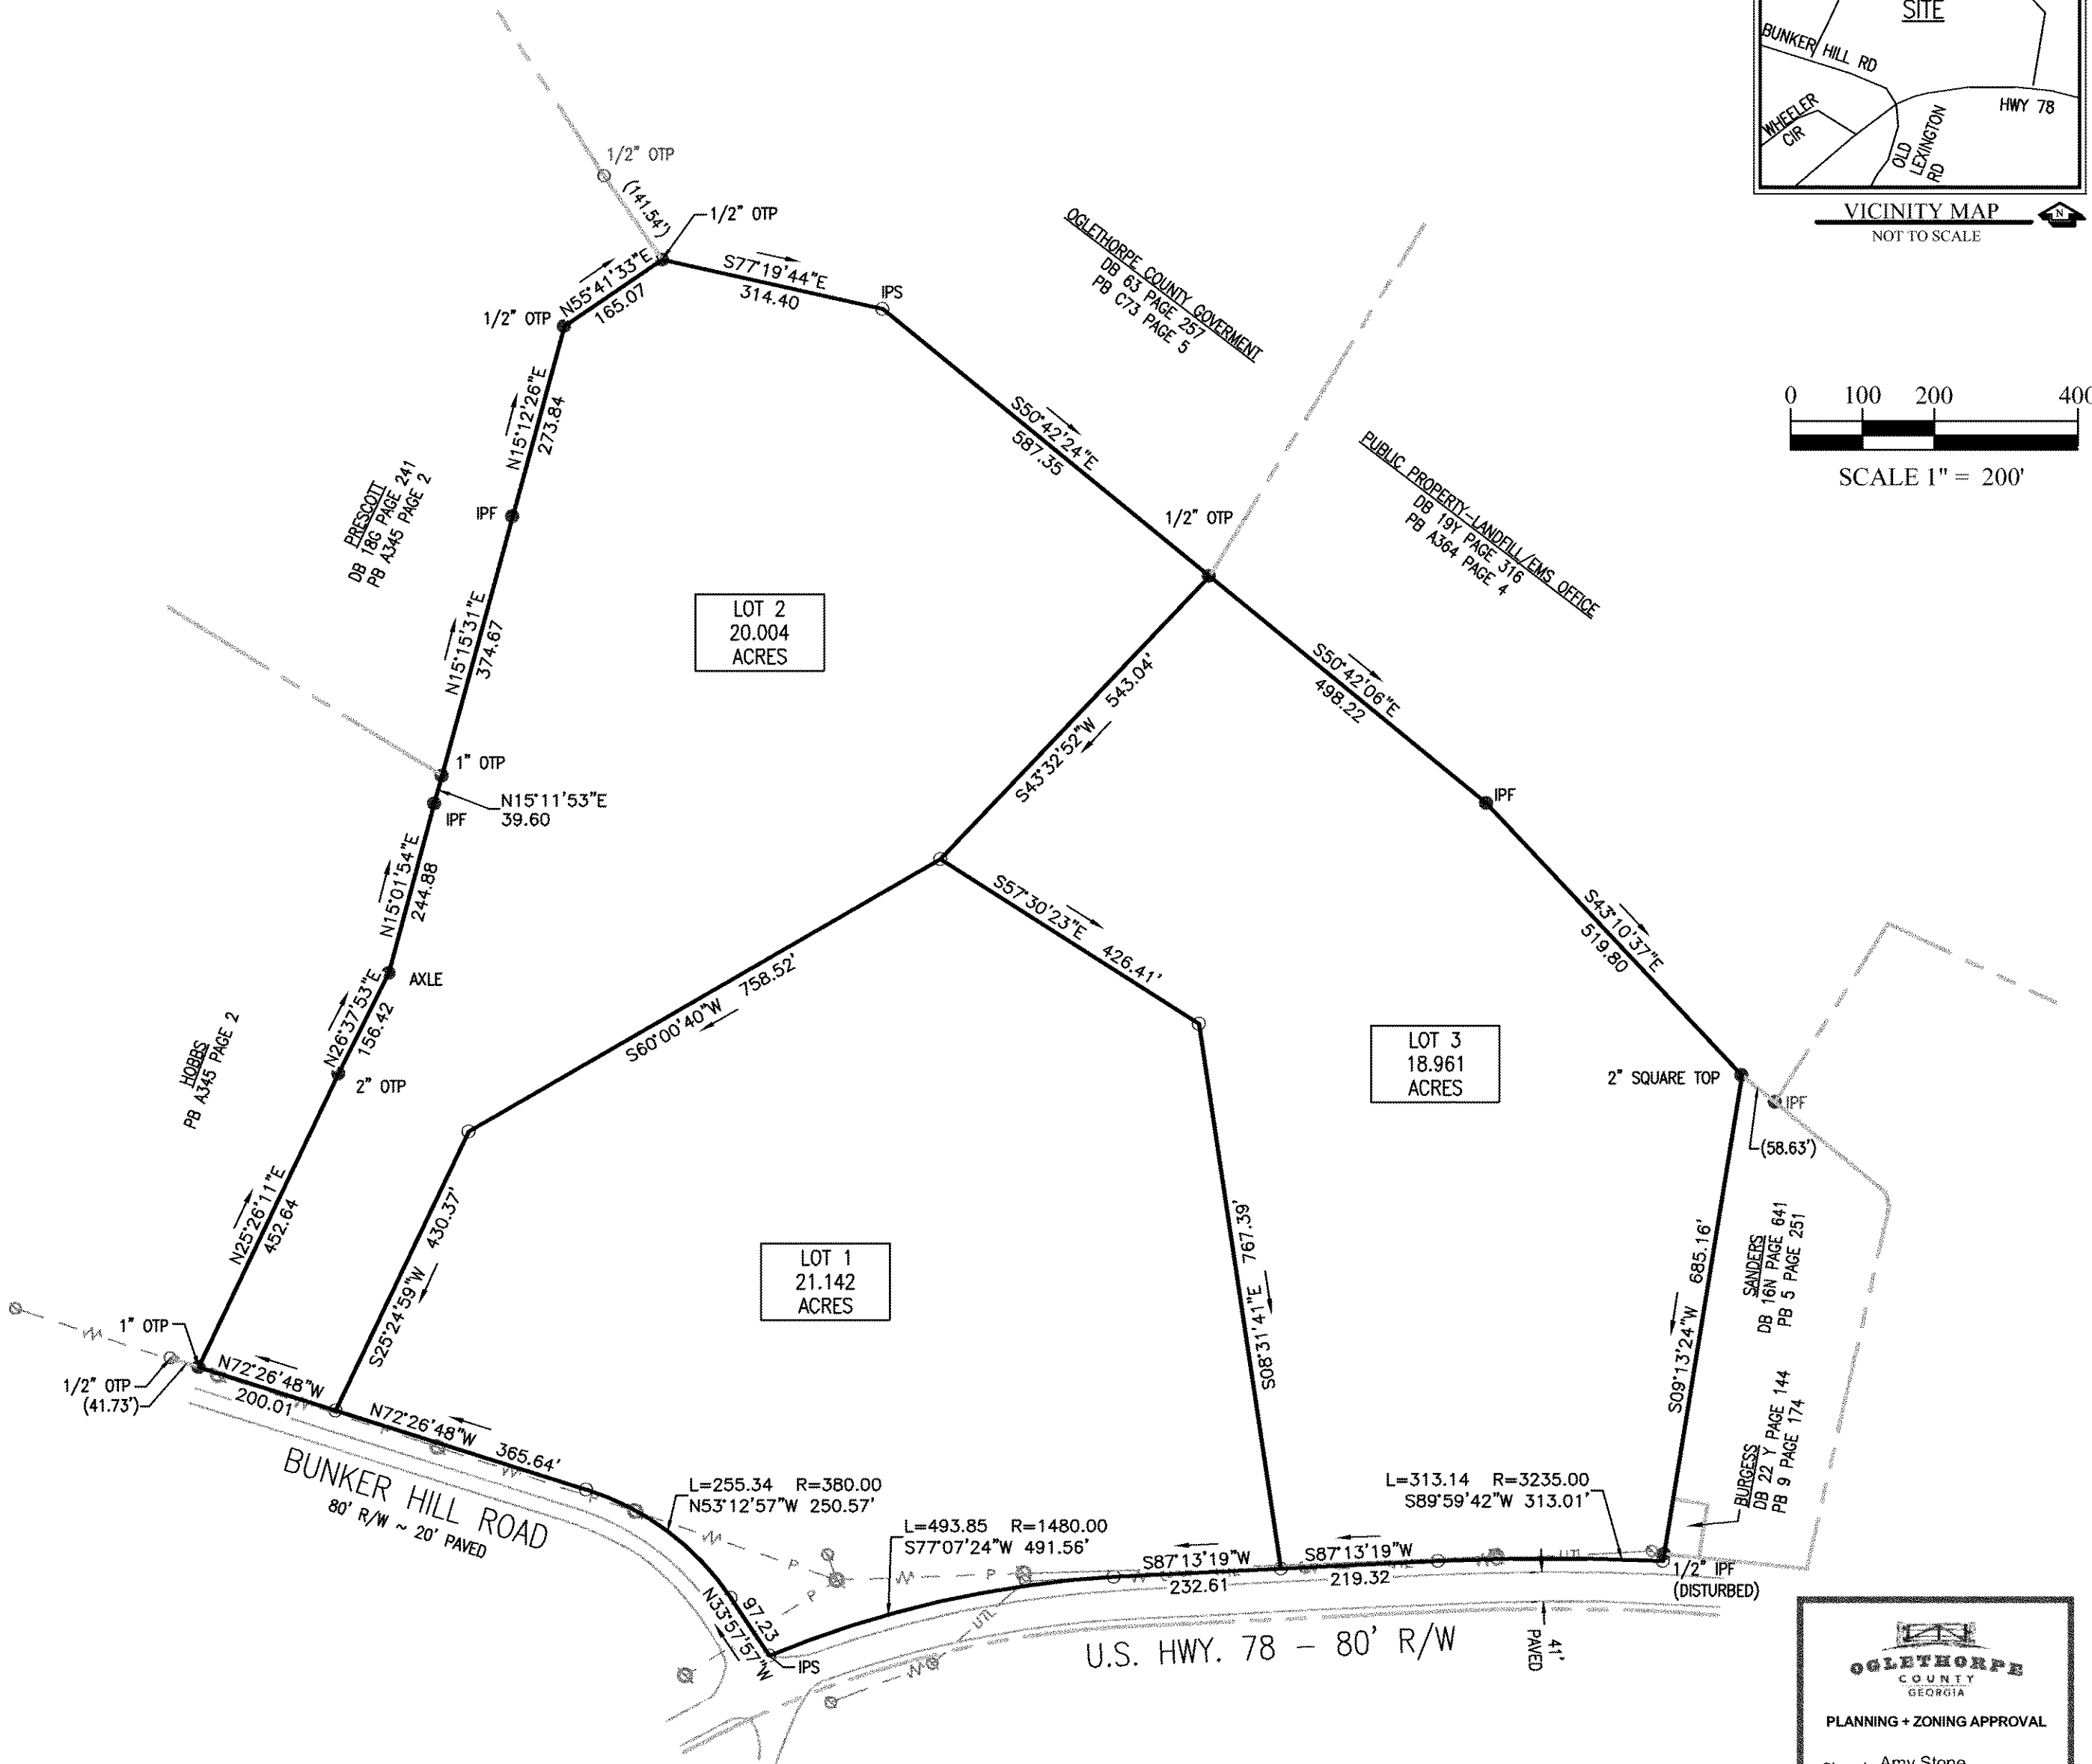 SITE
BUNKER HILL RD
HWY 78
WHEELER
CIR
OLD
LEXINGTON
RD
VICINITY MAP
N
NOT TO SCALE
0 100 200 400
SCALE 1" = 200'
1/2" OTP
(141.54')
1/2" OTP
N55°41'33"E
165.07
S77°19'44"E
314.40
IPS
1/2" OTP
OGLETHORPE COUNTY GOVERMENT
DB 63 PAGE 257
PB C73 PAGE 5
N15°12'26"E
273.84
S50°42'24"E
587.35
PRESCOTT
DB 18G PAGE 241
PB A345 PAGE 2
IPF
1/2" OTP
PUBLIC PROPERTY-LANDFILL/EMS OFFICE
DB 19Y PAGE 316
PB A364 PAGE 4
LOT 2
20.004
ACRES
N15°15'31"E
374.67
S43°32'52"W 543.04'
S50°42'06"E
498.22
1" OTP
N15°11'53"E
39.60
IPF
IPF
N15°01'54"E
244.88
S57°30'23"E 426.41'
S43°10'37"E
519.80
AXLE
S60°00'40"W 758.52'
N26°37'53"E
156.42
2" OTP
HOBBS
PB A345 PAGE 2
LOT 3
18.961
ACRES
2" SQUARE TOP
IPF
(58.63')
N25°26'11"E
452.64
S25°24'59"W 430.37'
LOT 1
21.142
ACRES
S08°31'41"E 767.39'
S09°13'24"W 685.16'
SANDERS
DB 16N PAGE 641
PB 5 PAGE 251
BURGESS
DB 22 Y PAGE 144
PB 9 PAGE 174
1" OTP
1/2" OTP
(41.73')
N72°26'48"W
200.01
N72°26'48"W 365.64'
BUNKER HILL ROAD
80' R/W ~ 20' PAVED
L=255.34 R=380.00
N53°12'57"W 250.57'
L=493.85 R=1480.00
S77°07'24"W 491.56'
L=313.14 R=3235.00
S89°59'42"W 313.01'
S87°13'19"W
232.61
S87°13'19"W
219.32
P
P
P
P
UTL
UTL
UTL
1/2" IPF
(DISTURBED)
97.23
N33°57'57"W
IPS
U.S. HWY. 78 - 80' R/W
41'
PAVED
OGLETHORPE
COUNTY
GEORGIA
PLANNING + ZONING APPROVAL
Amy Stone